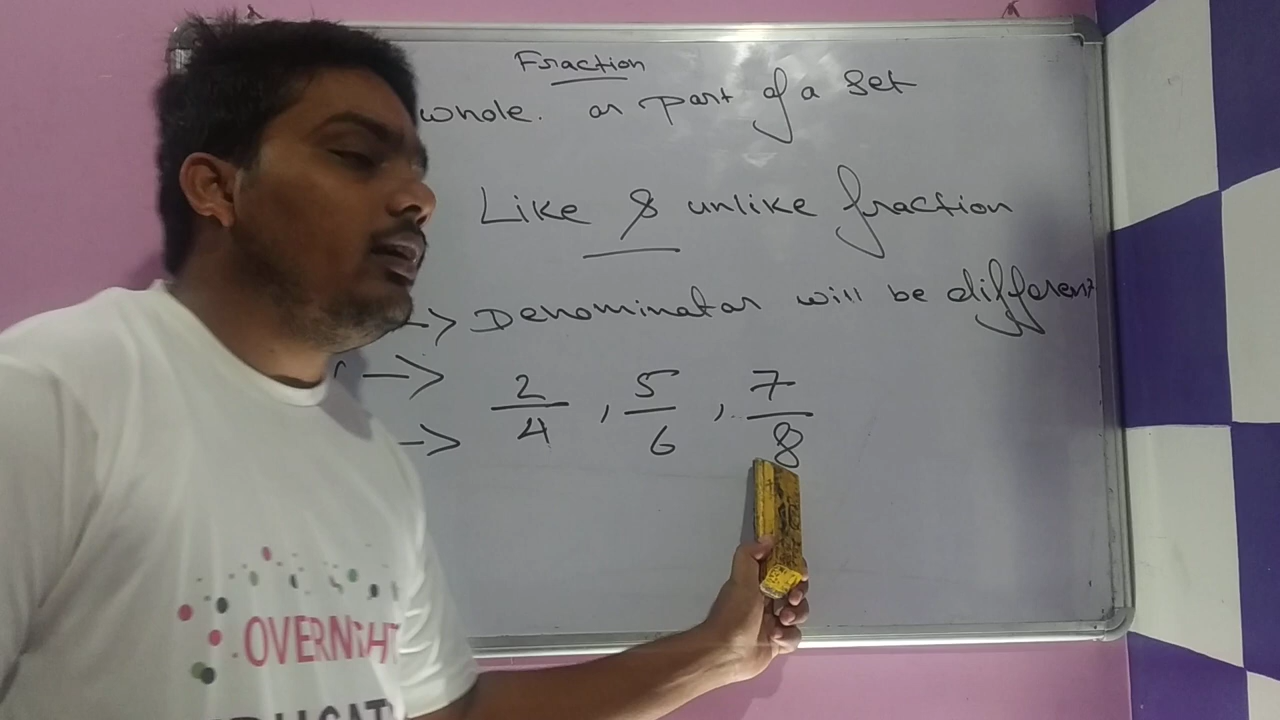 Fraction
whole. or part of a set
Like & unlike fraction
-> Denominator will be different
-> 2/4, 5/6, 7/8
->
OVERNIGHT